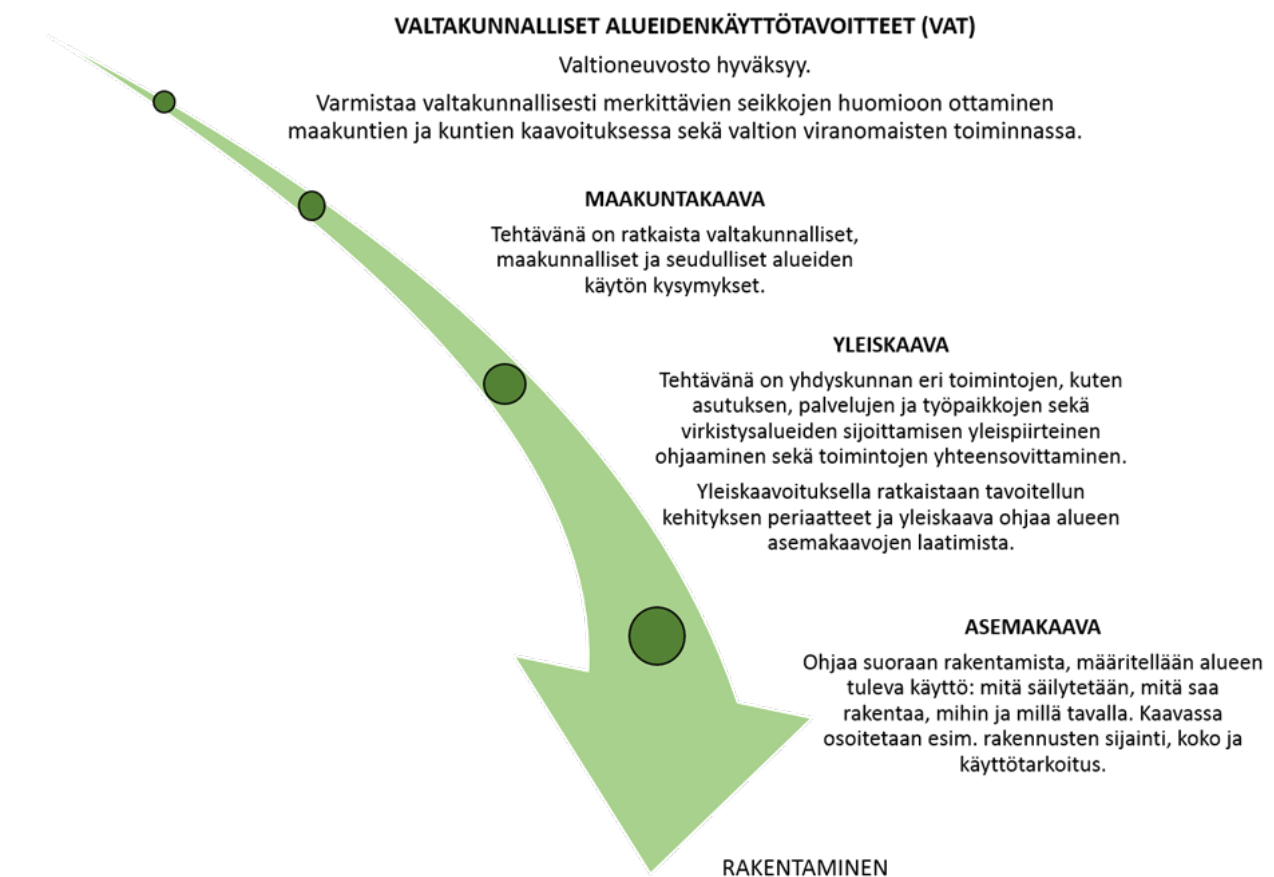 VALTAKUNNALLISET ALUEIDENKÄYTTÖTAVOITTEET (VAT)
Valtioneuvosto hyväksyy.
Varmistaa valtakunnallisesti merkittävien seikkojen huomioon ottaminen
maakuntien ja kuntien kaavoituksessa sekä valtion viranomaisten toiminnassa.
MAAKUNTAKAAVA
Tehtävänä on ratkaista valtakunnalliset,
maakunnalliset ja seudulliset alueiden
käytön kysymykset.
YLEISKAAVA
Tehtävänä on yhdyskunnan eri toimintojen, kuten
asutuksen, palvelujen ja työpaikkojen sekä
virkistysalueiden sijoittamisen yleispiirteinen
ohjaaminen sekä toimintojen yhteensovittaminen.
Yleiskaavoituksella ratkaistaan tavoitellun
kehityksen periaatteet ja yleiskaava ohjaa alueen
asemakaavojen laatimista.
ASEMAKAAVA
Ohjaa suoraan rakentamista, määritellään alueen
tuleva käyttö: mitä säilytetään, mitä saa
rakentaa, mihin ja millä tavalla. Kaavassa
osoitetaan esim. rakennusten sijainti, koko ja
käyttötarkoitus.
RAKENTAMINEN